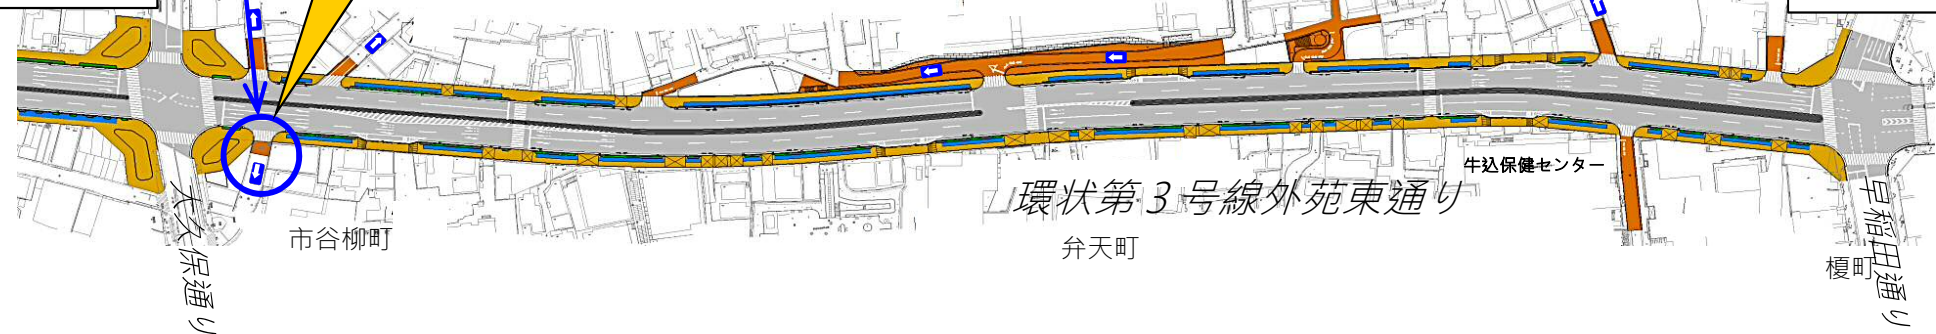 牛込保健センター
環状第３号線外苑東通り
市谷柳町
弁天町
榎町
大久保通り
早稲田通り